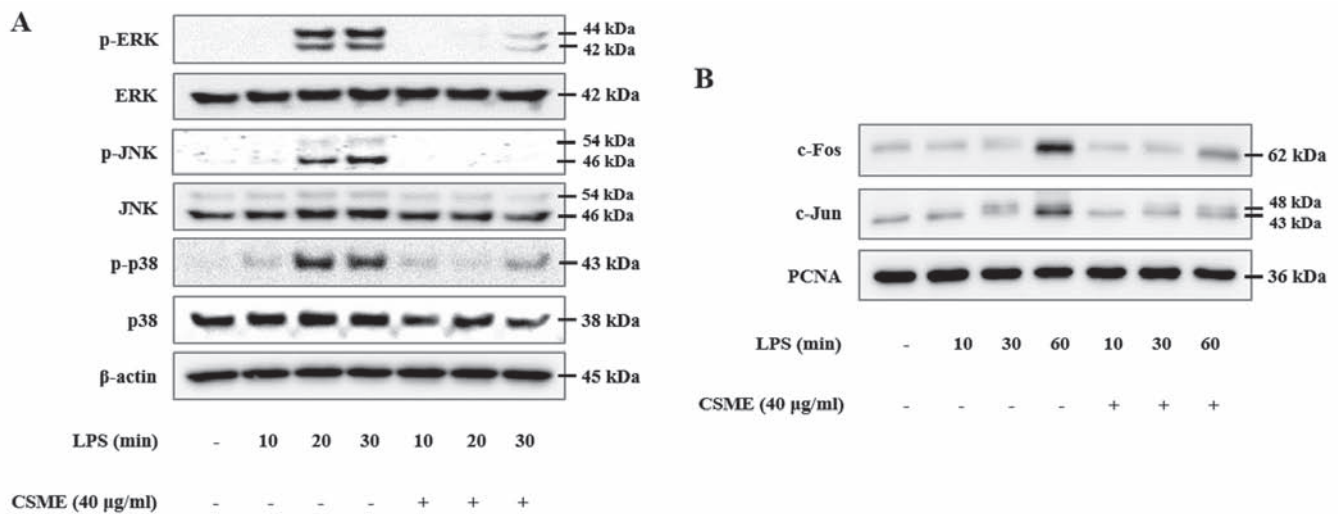 A
p-ERK
44 kDa
42 kDa
ERK
42 kDa
p-JNK
54 kDa
46 kDa
JNK
54 kDa
46 kDa
p-p38
43 kDa
p38
38 kDa
β-actin
45 kDa
LPS (min) - 10 20 30 10 20 30
CSME (40 μg/ml) - - - - + + +
B
c-Fos
62 kDa
c-Jun
48 kDa
43 kDa
PCNA
36 kDa
LPS (min) - 10 30 60 10 30 60
CSME (40 μg/ml) - - - - + + +